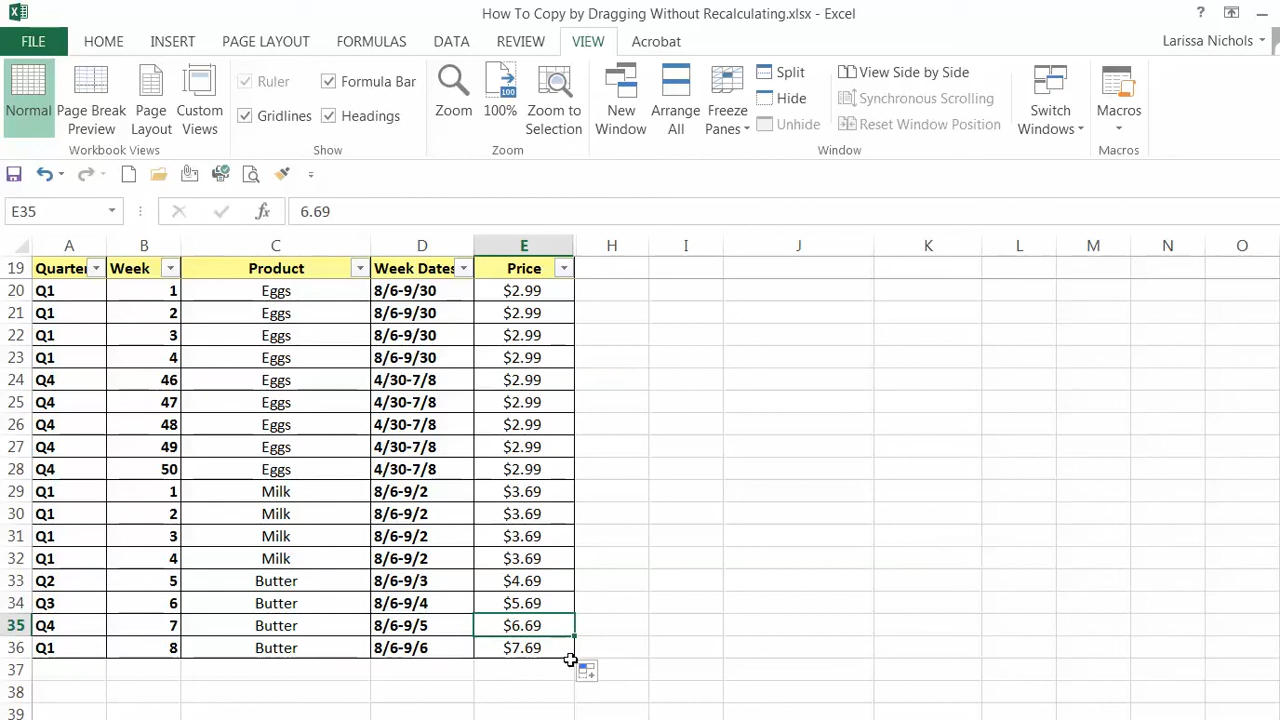 How To Copy by Dragging Without Recalculating.xlsx - Excel
FILE HOME INSERT PAGE LAYOUT FORMULAS DATA REVIEW VIEW Acrobat Larissa Nichols
Normal Page Break Preview Page Layout Custom Views
Workbook Views
Ruler Formula Bar
Gridlines Headings
Show
Zoom 100% Zoom to Selection
Zoom
New Window Arrange All Freeze Panes
Split
Hide
Unhide
View Side by Side
Synchronous Scrolling
Reset Window Position
Switch Windows
Window
Macros
Macros
E35 fx 6.69
A B C D E H I J K L M N O
19 Quarter Week Product Week Dates Price
20 Q1 1 Eggs 8/6-9/30 $2.99
21 Q1 2 Eggs 8/6-9/30 $2.99
22 Q1 3 Eggs 8/6-9/30 $2.99
23 Q1 4 Eggs 8/6-9/30 $2.99
24 Q4 46 Eggs 4/30-7/8 $2.99
25 Q4 47 Eggs 4/30-7/8 $2.99
26 Q4 48 Eggs 4/30-7/8 $2.99
27 Q4 49 Eggs 4/30-7/8 $2.99
28 Q4 50 Eggs 4/30-7/8 $2.99
29 Q1 1 Milk 8/6-9/2 $3.69
30 Q1 2 Milk 8/6-9/2 $3.69
31 Q1 3 Milk 8/6-9/2 $3.69
32 Q1 4 Milk 8/6-9/2 $3.69
33 Q2 5 Butter 8/6-9/3 $4.69
34 Q3 6 Butter 8/6-9/4 $5.69
35 Q4 7 Butter 8/6-9/5 $6.69
36 Q1 8 Butter 8/6-9/6 $7.69
37
38
39